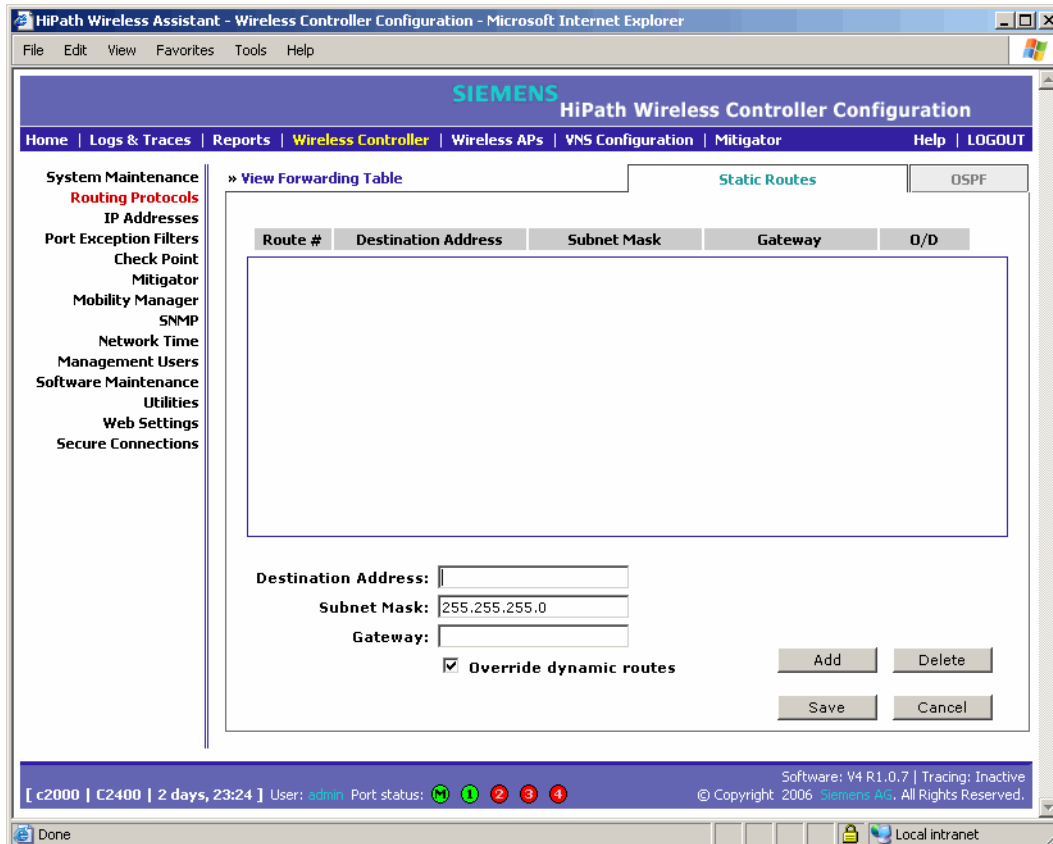 HiPath Wireless Assistant - Wireless Controller Configuration - Microsoft Internet Explorer
File Edit View Favorites Tools Help
SIEMENS
HiPath Wireless Controller Configuration
Home | Logs & Traces | Reports | Wireless Controller | Wireless APs | VNS Configuration | Mitigator Help | LOGOUT
System Maintenance
Routing Protocols
IP Addresses
Port Exception Filters
Check Point
Mitigator
Mobility Manager
SNMP
Network Time
Management Users
Software Maintenance
Utilities
Web Settings
Secure Connections
» View Forwarding Table
Static Routes
OSPF
Route # Destination Address Subnet Mask Gateway O/D
Destination Address:
Subnet Mask: 255.255.255.0
Gateway:
Override dynamic routes
Add Delete
Save Cancel
Software: V4 R1.0.7 | Tracing: Inactive
[ c2000 | C2400 | 2 days, 23:24 ] User: admin Port status: M 1 2 3 4
© Copyright 2006 Siemens AG. All Rights Reserved.
Done
Local intranet